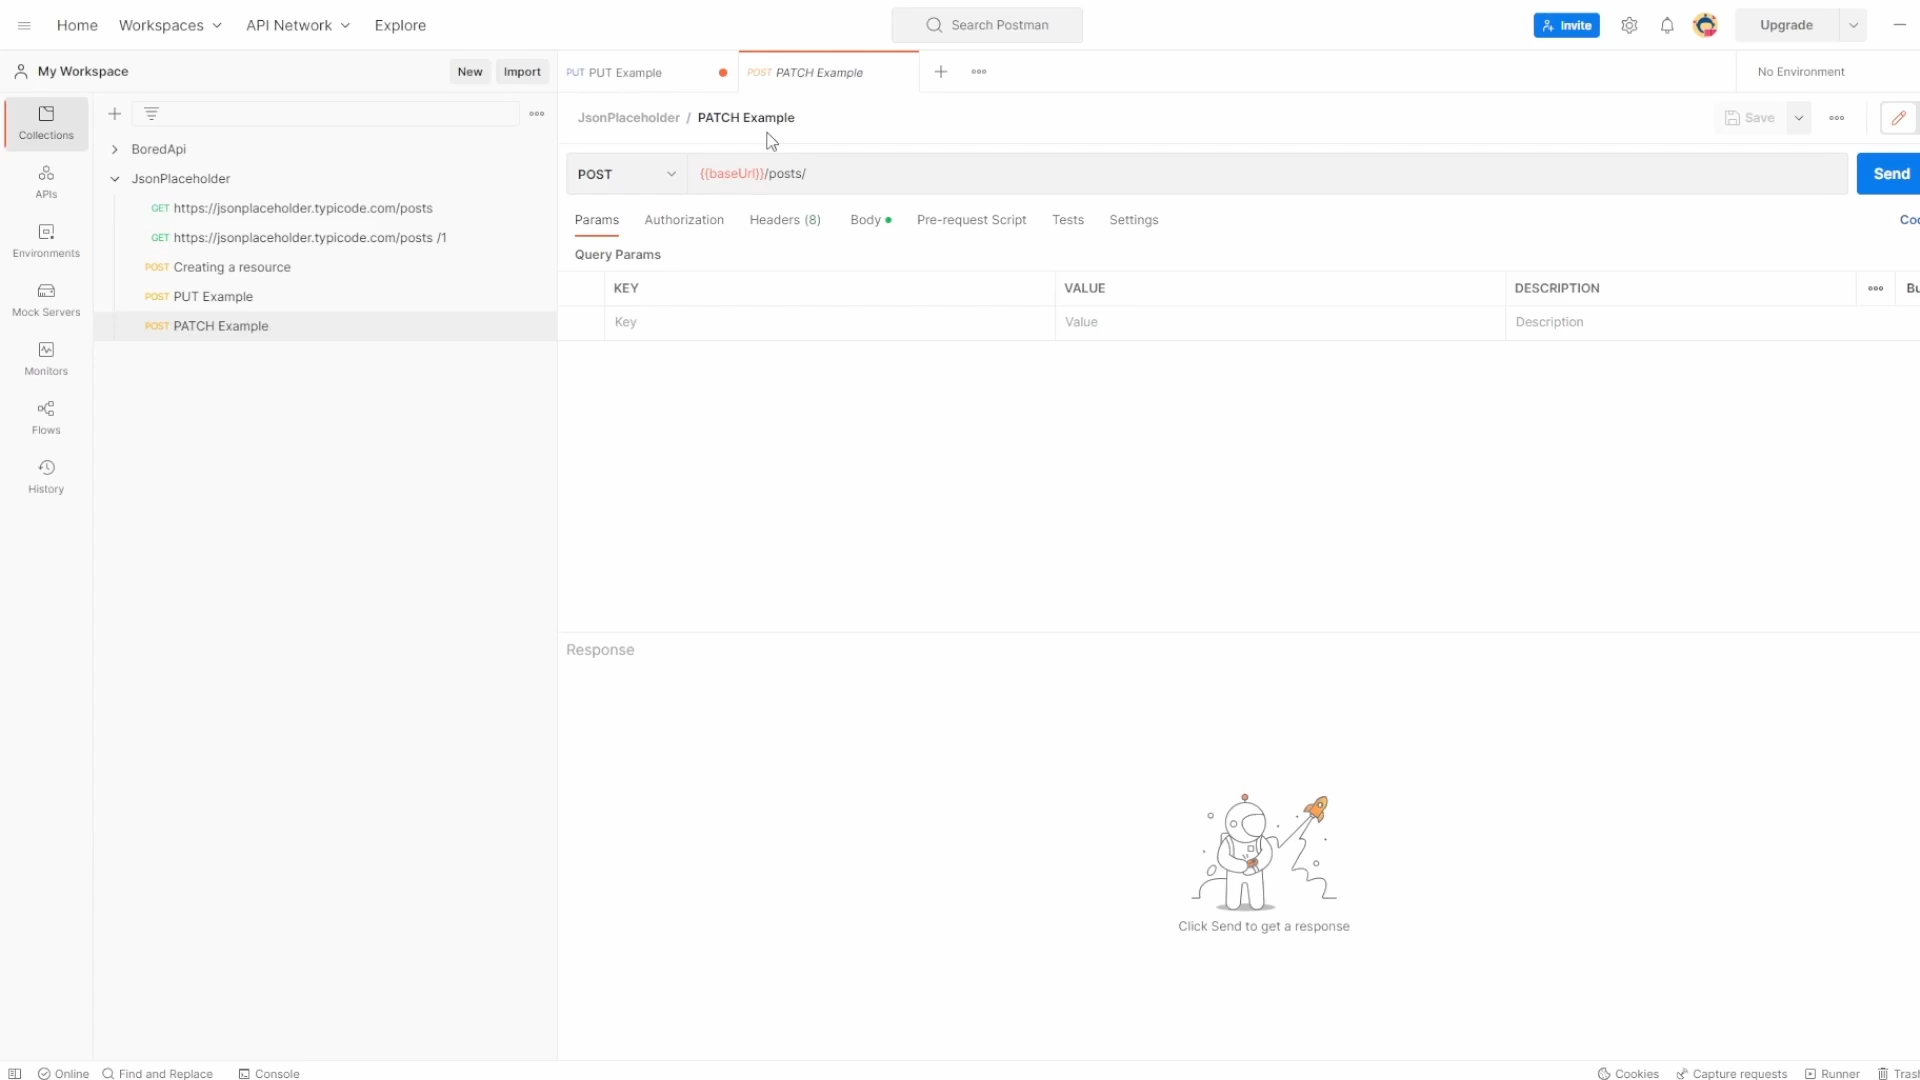 Home Workspaces API Network Explore Search Postman Invite Upgrade
My Workspace New Import PUT PUT Example POST PATCH Example No Environment
Collections
APIs
Environments
Mock Servers
Monitors
Flows
History
BoredApi
JsonPlaceholder
GET https://jsonplaceholder.typicode.com/posts
GET https://jsonplaceholder.typicode.com/posts /1
POST Creating a resource
POST PUT Example
POST PATCH Example
JsonPlaceholder / PATCH Example Save
POST {{baseUrl}}/posts/ Send
Params Authorization Headers (8) Body Pre-request Script Tests Settings
Query Params
KEY VALUE DESCRIPTION
Key Value Description
Response
Click Send to get a response
Online Find and Replace Console Cookies Capture requests Runner